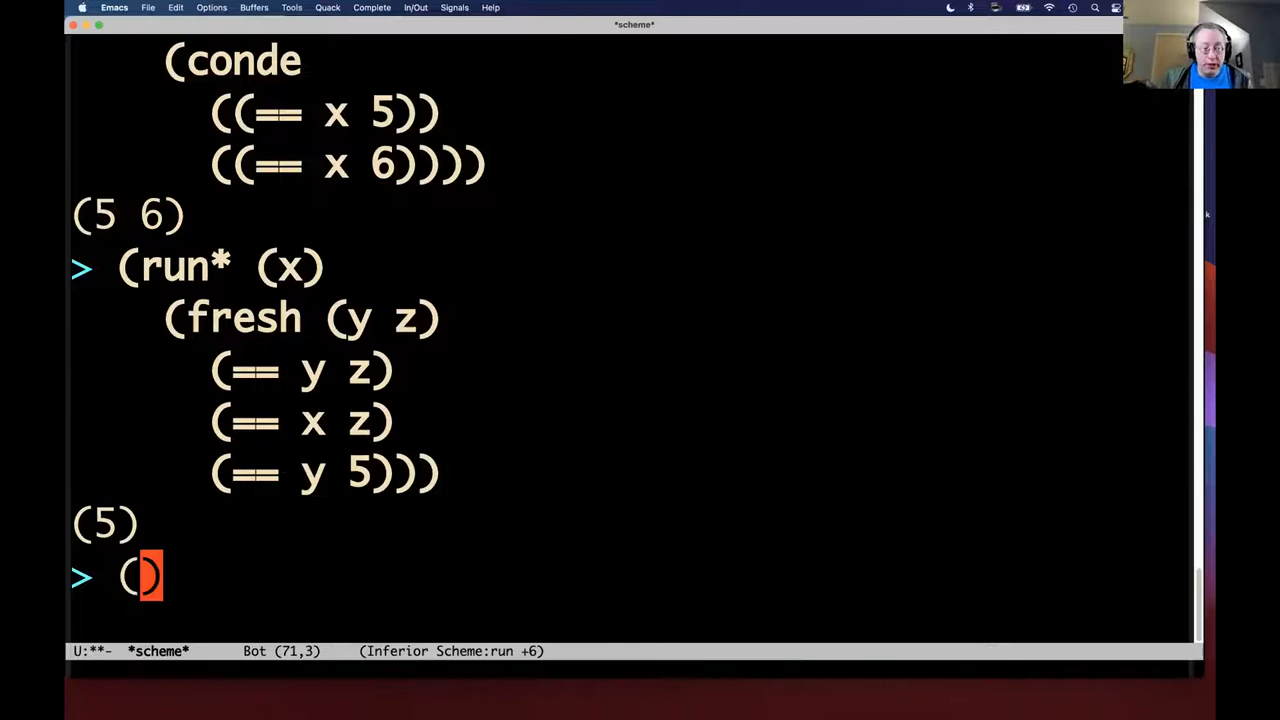 Emacs File Edit Options Buffers Tools Quack Complete In/Out Signals Help
*scheme*
(conde
((== x 5))
((== x 6))))
(5 6)
> (run* (x)
(fresh (y z)
(== y z)
(== x z)
(== y 5)))
(5)
> ()
U:**- *scheme* Bot (71,3) (Inferior Scheme:run +6)
k